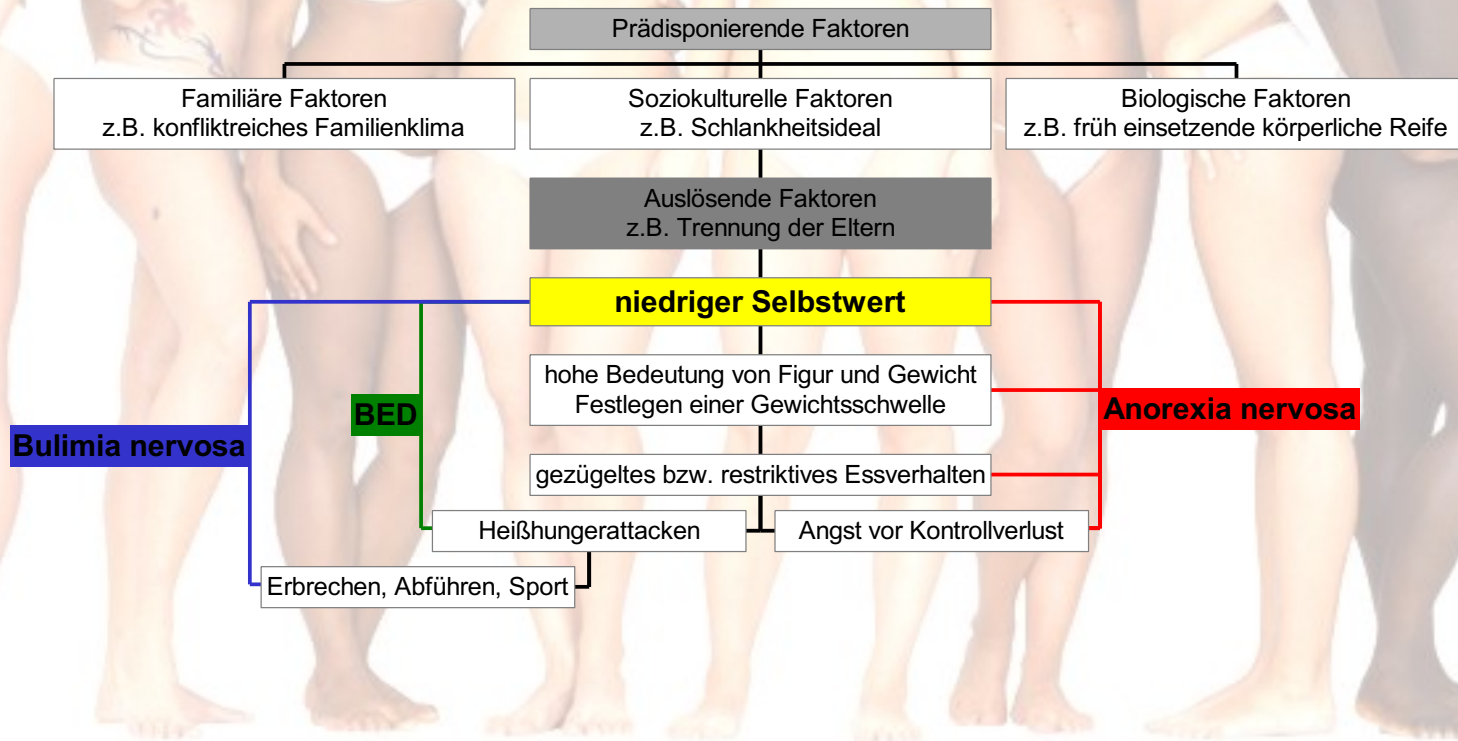 Prädisponierende Faktoren
Familiäre Faktoren
z.B. konfliktreiches Familienklima
Soziokulturelle Faktoren
z.B. Schlankheitsideal
Biologische Faktoren
z.B. früh einsetzende körperliche Reife
Auslösende Faktoren
z.B. Trennung der Eltern
niedriger Selbstwert
hohe Bedeutung von Figur und Gewicht
Festlegen einer Gewichtsschwelle
BED
Anorexia nervosa
Bulimia nervosa
gezügeltes bzw. restriktives Essverhalten
Heißhungerattacken
Angst vor Kontrollverlust
Erbrechen, Abführen, Sport